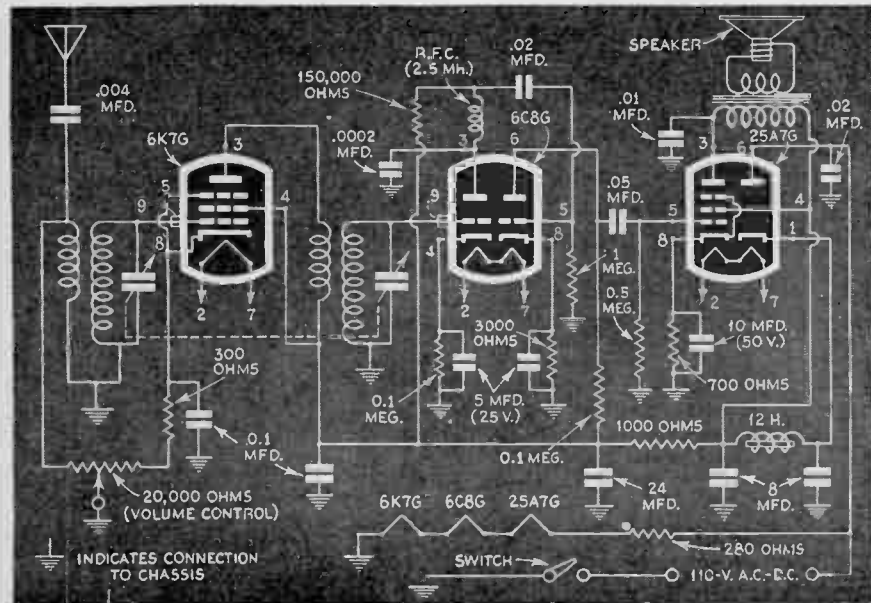 .004 MFD.
6K7G
3
5
9
4
8
2
7
300
OHMS
0.1
MFD.
20,000 OHMS
(VOLUME CONTROL)
INDICATES CONNECTION
TO CHASSIS
150,000
OHMS
R.F.C.
(2.5 Mh.)
.02
MFD.
.0002
MFD.
6C8G
3
6
9
4
5
8
2
7
0.1
MEG.
3000
OHMS
5 MFD.
(25 V.)
1
MEG.
.05
MFD.
0.5
MEG.
0.1 MEG.
SPEAKER
.01
MFD.
.02
MFD.
25A7G
3
6
5
4
8
1
2
7
10 MFD.
(50 V.)
700 OHMS
1000 OHMS
12 H.
24
MFD.
8
MFD.
6K7G 6C8G 25A7G
280 OHMS
SWITCH
110-V. A.C.-D.C.